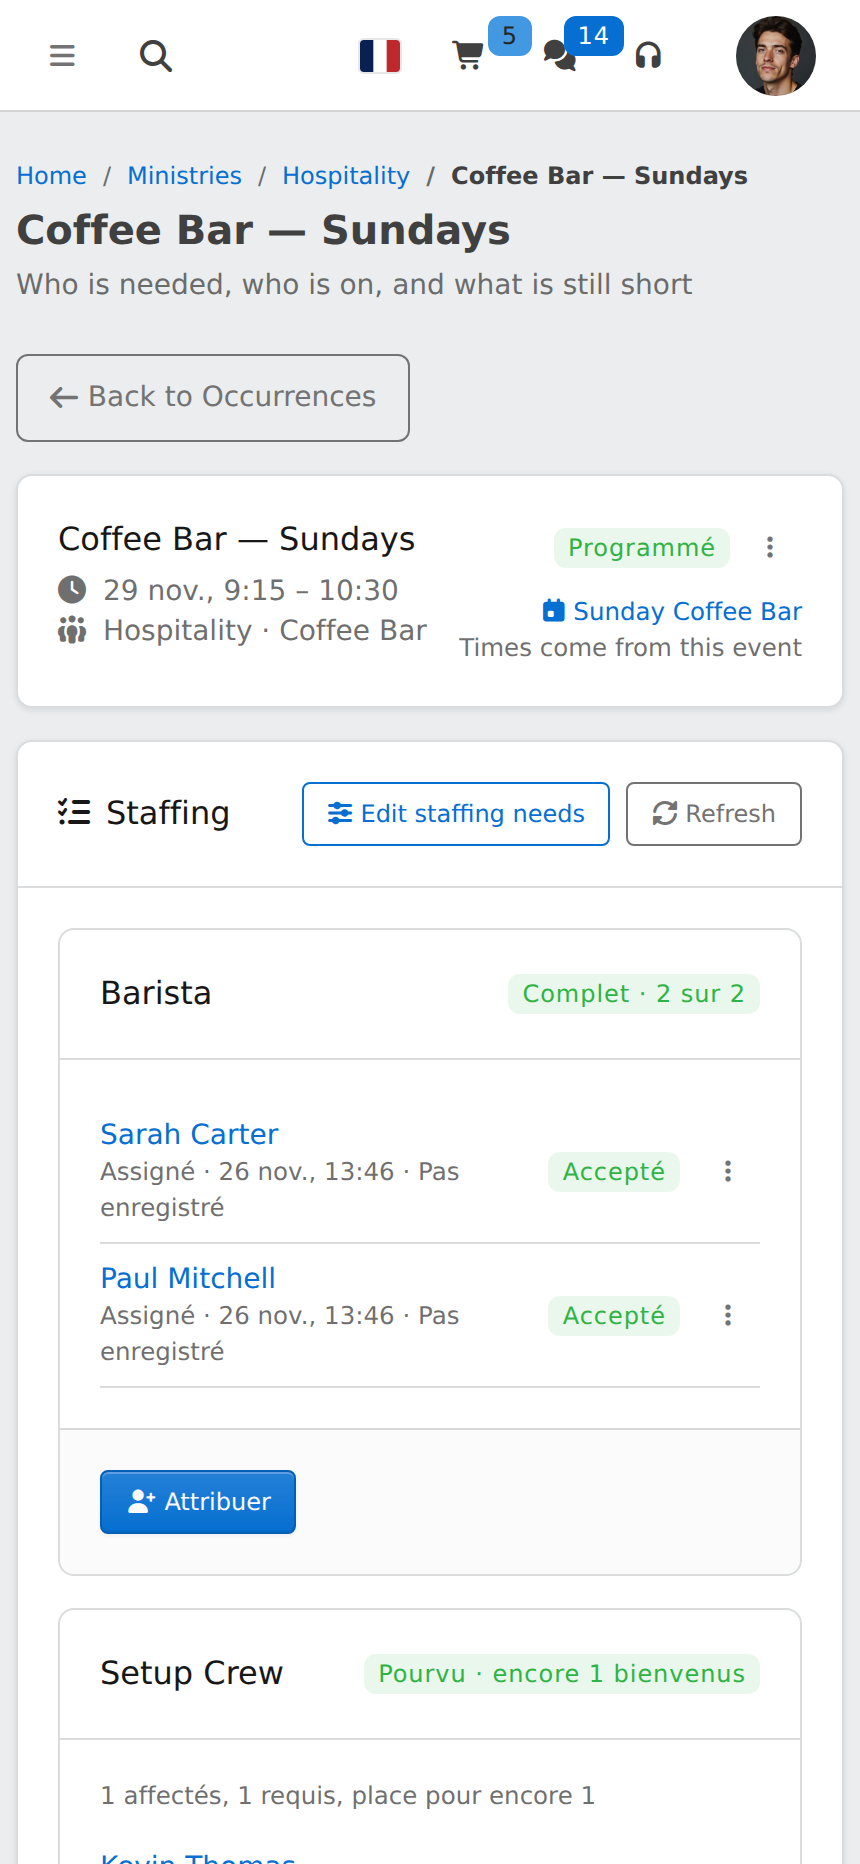 5
14
Home / Ministries / Hospitality / Coffee Bar — Sundays
Coffee Bar — Sundays
Who is needed, who is on, and what is still short
Back to Occurrences
Coffee Bar — Sundays
Programmé
29 nov., 9:15 – 10:30
Hospitality · Coffee Bar
Sunday Coffee Bar
Times come from this event
Staffing
Edit staffing needs
Refresh
Barista
Complet · 2 sur 2
Sarah Carter
Assigné · 26 nov., 13:46 · Pas
enregistré
Accepté
Paul Mitchell
Assigné · 26 nov., 13:46 · Pas
enregistré
Accepté
Attribuer
Setup Crew
Pourvu · encore 1 bienvenus
1 affectés, 1 requis, place pour encore 1
Kevin Thomas